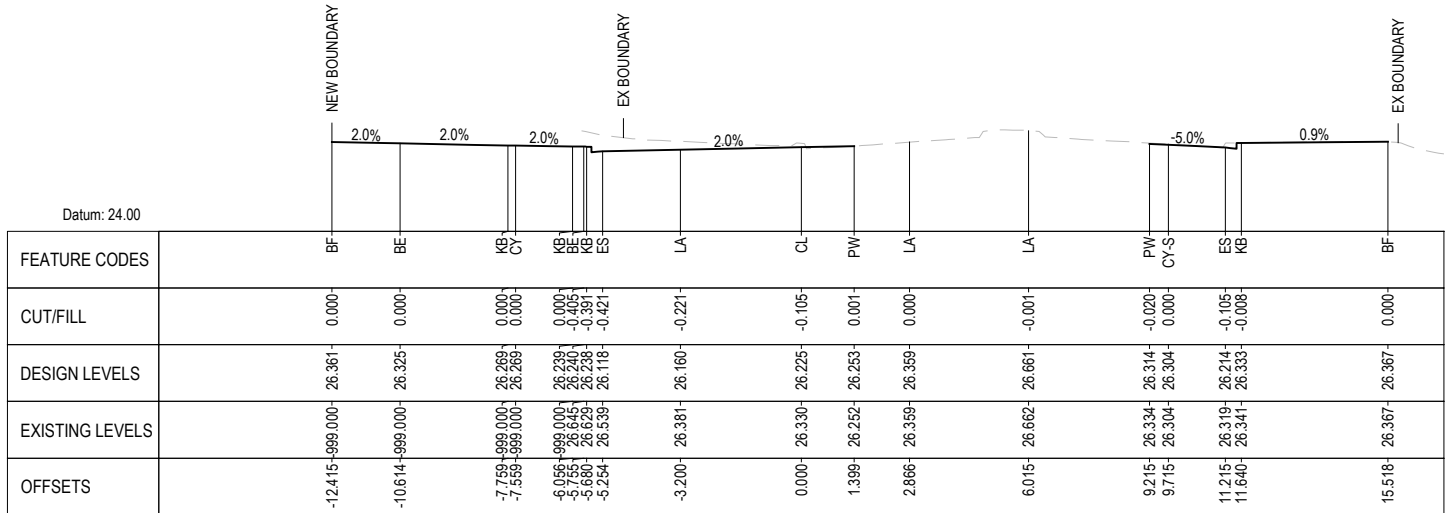 NEW BOUNDARY
EX BOUNDARY
EX BOUNDARY
2.0%
2.0%
2.0%
2.0%
-5.0%
0.9%
Datum: 24.00
FEATURE CODES
BF BE KB CY KB BE KB ES LA CL PW LA LA PW CY-S ES KB BF
CUT/FILL
0.000 0.000 0.000 0.000 0.000 -0.405 -0.391 -0.421 -0.221 -0.105 0.001 0.000 -0.001 -0.020 0.000 -0.105 -0.008 0.000
DESIGN LEVELS
26.361 26.325 26.269 26.269 26.239 26.240 26.238 26.118 26.160 26.225 26.253 26.359 26.661 26.314 26.304 26.214 26.333 26.367
EXISTING LEVELS
-999.000 -999.000 -999.000 -999.000 -999.000 26.645 26.629 26.539 26.381 26.330 26.252 26.359 26.662 26.334 26.304 26.319 26.341 26.367
OFFSETS
-12.415 -10.614 -7.759 -7.559 -6.056 -5.755 -5.680 -5.254 -3.200 0.000 1.399 2.866 6.015 9.215 9.715 11.215 11.640 15.518